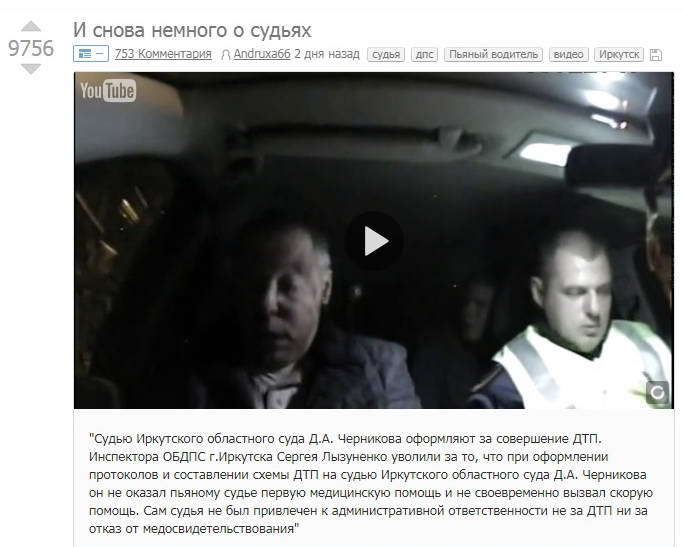 И снова немного о судьях
9756
753 Комментария Andruxa66 2 дня назад судья дпс Пьяный водитель видео Иркутск
YouTube
"Судью Иркутского областного суда Д.А. Черникова оформляют за совершение ДТП.
Инспектора ОБДПС г.Иркутска Сергея Лызуненко уволили за то, что при оформлении
протоколов и составлении схемы ДТП на судью Иркутского областного суда Д.А. Черникова
он не оказал пьяному судье первую медицинскую помощь и не своевременно вызвал скорую
помощь. Сам судья не был привлечен к административной ответственности не за ДТП ни за
отказ от медосвидетельствования"